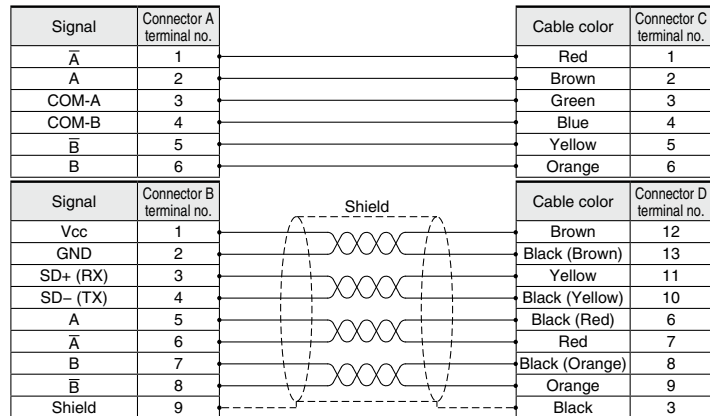 Signal Connector A terminal no. Cable color Connector C terminal no.
A̅ 1 Red 1
A 2 Brown 2
COM-A 3 Green 3
COM-B 4 Blue 4
B̅ 5 Yellow 5
B 6 Orange 6
Signal Connector B terminal no. Shield Cable color Connector D terminal no.
Vcc 1 Brown 12
GND 2 Black (Brown) 13
SD+ (RX) 3 Yellow 11
SD− (TX) 4 Black (Yellow) 10
A 5 Black (Red) 6
A̅ 6 Red 7
B 7 Black (Orange) 8
B̅ 8 Orange 9
Shield 9 Black 3